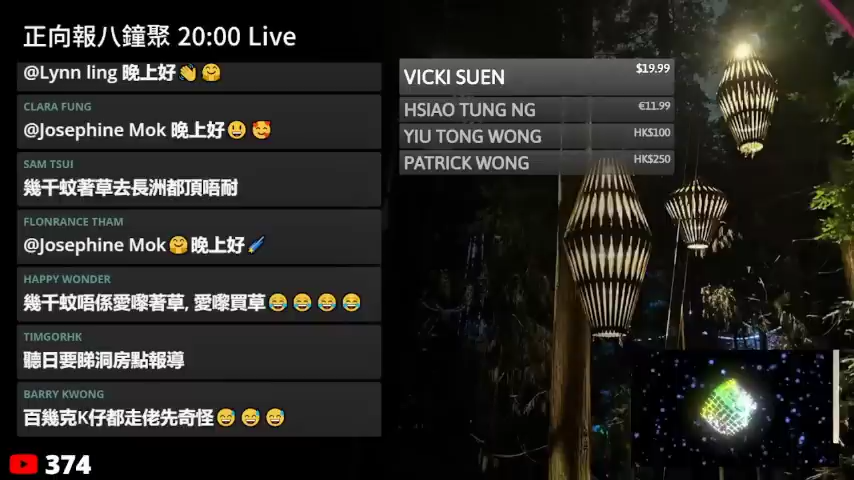 正向報八鐘聚 20:00 Live
@Lynn ling 晚上好👋🤗
CLARA FUNG
@Josephine Mok 晚上好😃🥰
SAM TSUI
幾千蚊著草去長洲都頂唔耐
FLONRANCE THAM
@Josephine Mok🤗晚上好☄️
HAPPY WONDER
幾千蚊唔係愛嚟著草, 愛嚟買草😂😂😂😂
TIMGORHK
聽日要睇洞房點報導
BARRY KWONG
百幾克K仔都走佬先奇怪😅😅😅
374
VICKI SUEN $19.99
HSIAO TUNG NG €11.99
YIU TONG WONG HK$100
PATRICK WONG HK$250